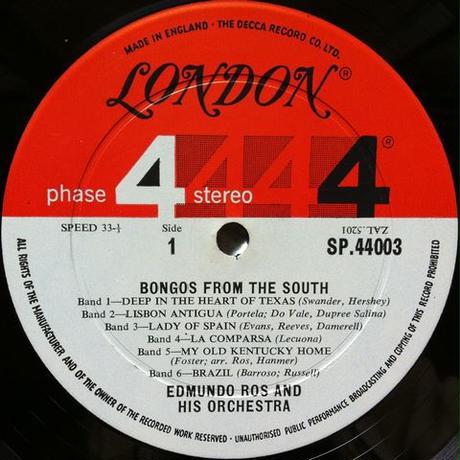 MADE IN ENGLAND · THE DECCA RECORD CO. LTD.
LONDON®
phase 4 stereo 4 4 4®
SPEED 33-⅓
Side
1
ZAL.5201
SP.44003
BONGOS FROM THE SOUTH
Band 1—DEEP IN THE HEART OF TEXAS (Swander, Hershey)
Band 2—LISBON ANTIGUA (Portela; Do Vale, Dupree Salina)
Band 3—LADY OF SPAIN (Evans, Reeves, Damerell)
Band 4—LA COMPARSA (Lecuona)
Band 5—MY OLD KENTUCKY HOME
(Foster; arr. Ros, Hanmer)
Band 6—BRAZIL (Barroso; Russell)
EDMUNDO ROS AND
HIS ORCHESTRA
ALL RIGHTS OF THE MANUFACTURER AND OF THE OWNER OF THE RECORDED WORK RESERVED · UNAUTHORISED PUBLIC PERFORMANCE BROADCASTING AND COPYING OF THIS RECORD PROHIBITED